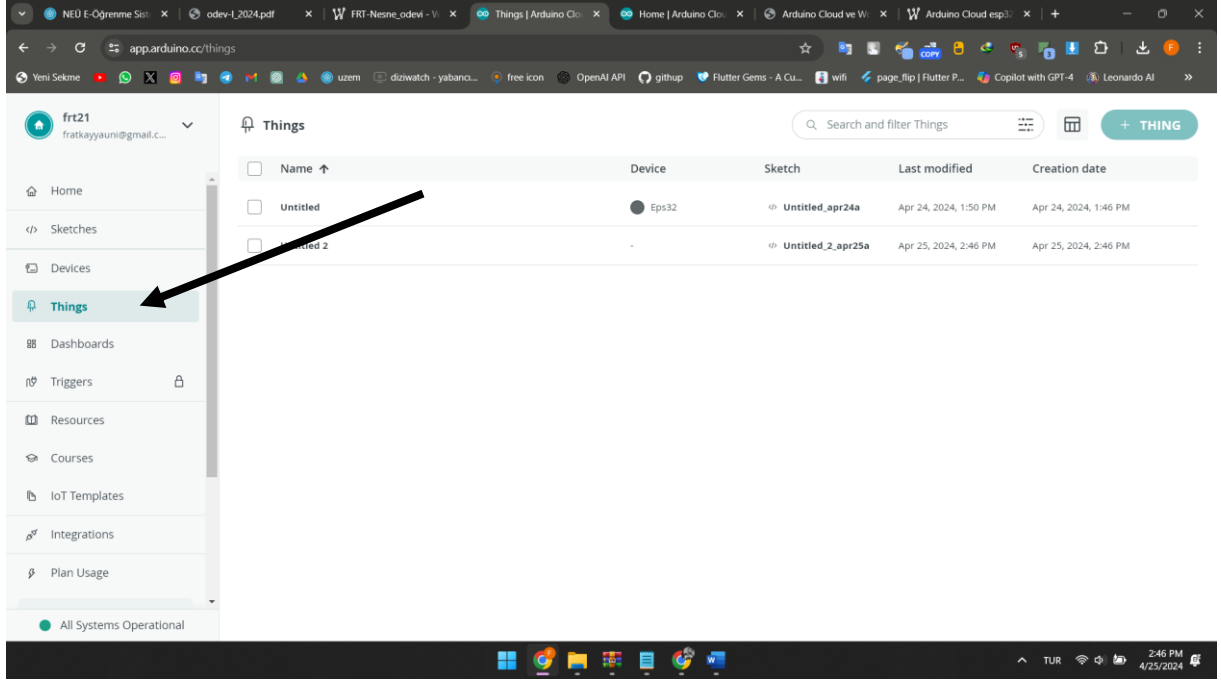 NEÜ E-Öğrenme Siste
odev-I_2024.pdf
FRT-Nesne_odevi - W
Things | Arduino Clo
Home | Arduino Clou
Arduino Cloud ve We
Arduino Cloud esp32
app.arduino.cc/things
Yeni Sekme
uzem
diziwatch - yabancı...
free icon
OpenAI API
githup
Flutter Gems - A Cu...
wifi
page_flip | Flutter P...
Copilot with GPT-4
Leonardo AI
COPY
frt21
fratkayyauni@gmail.c...
Home
Sketches
Devices
Things
Dashboards
Triggers
Resources
Courses
IoT Templates
Integrations
Plan Usage
All Systems Operational
Things
Search and filter Things
+ THING
Name Device Sketch Last modified Creation date
Untitled Eps32 Untitled_apr24a Apr 24, 2024, 1:50 PM Apr 24, 2024, 1:46 PM
Untitled 2 - Untitled_2_apr25a Apr 25, 2024, 2:46 PM Apr 25, 2024, 2:46 PM
TUR
2:46 PM
4/25/2024